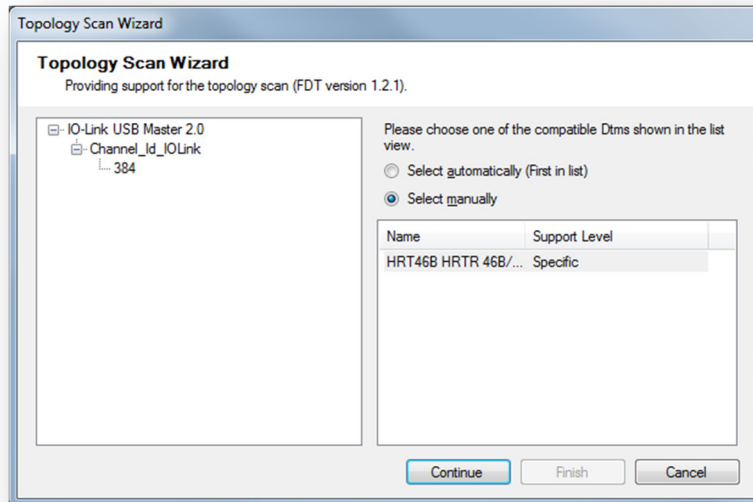 Topology Scan Wizard
Topology Scan Wizard
Providing support for the topology scan (FDT version 1.2.1).
IO-Link USB Master 2.0
Channel_Id_IOLink
384
Please choose one of the compatible Dtms shown in the list
view.
Select automatically (First in list)
Select manually
Name Support Level
HRT46B HRTR 46B/... Specific
Continue Finish Cancel